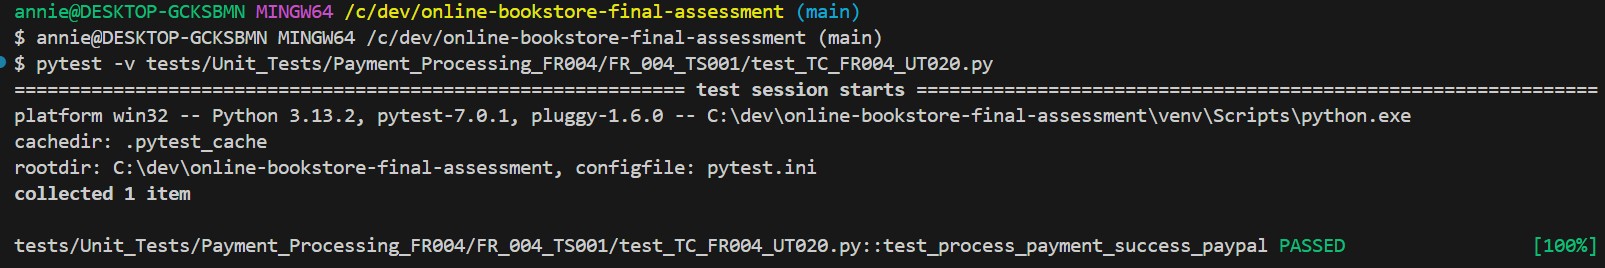 annie@DESKTOP-GCKSBMN MINGW64 /c/dev/online-bookstore-final-assessment (main)
$ annie@DESKTOP-GCKSBMN MINGW64 /c/dev/online-bookstore-final-assessment (main)
$ pytest -v tests/Unit_Tests/Payment_Processing_FR004/FR_004_TS001/test_TC_FR004_UT020.py
============================================================= test session starts ==============================================================
platform win32 -- Python 3.13.2, pytest-7.0.1, pluggy-1.6.0 -- C:\dev\online-bookstore-final-assessment\venv\Scripts\python.exe
cachedir: .pytest_cache
rootdir: C:\dev\online-bookstore-final-assessment, configfile: pytest.ini
collected 1 item
tests/Unit_Tests/Payment_Processing_FR004/FR_004_TS001/test_TC_FR004_UT020.py::test_process_payment_success_paypal PASSED [100%]